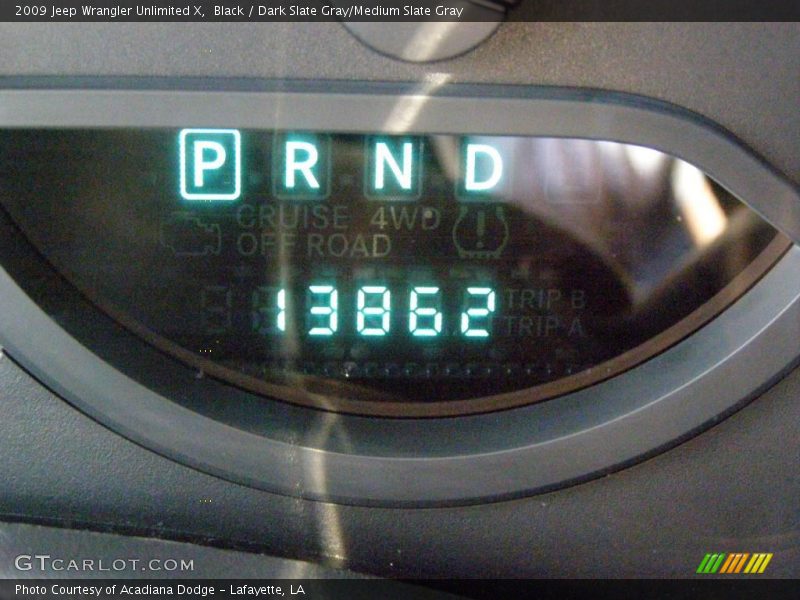 2009 Jeep Wrangler Unlimited X,  Black / Dark Slate Gray/Medium Slate Gray
P R N D
CRUISE 4WD
OFF ROAD
13862
TRIP B
TRIP A
GTCARLOT.COM
Photo Courtesy of Acadiana Dodge - Lafayette, LA